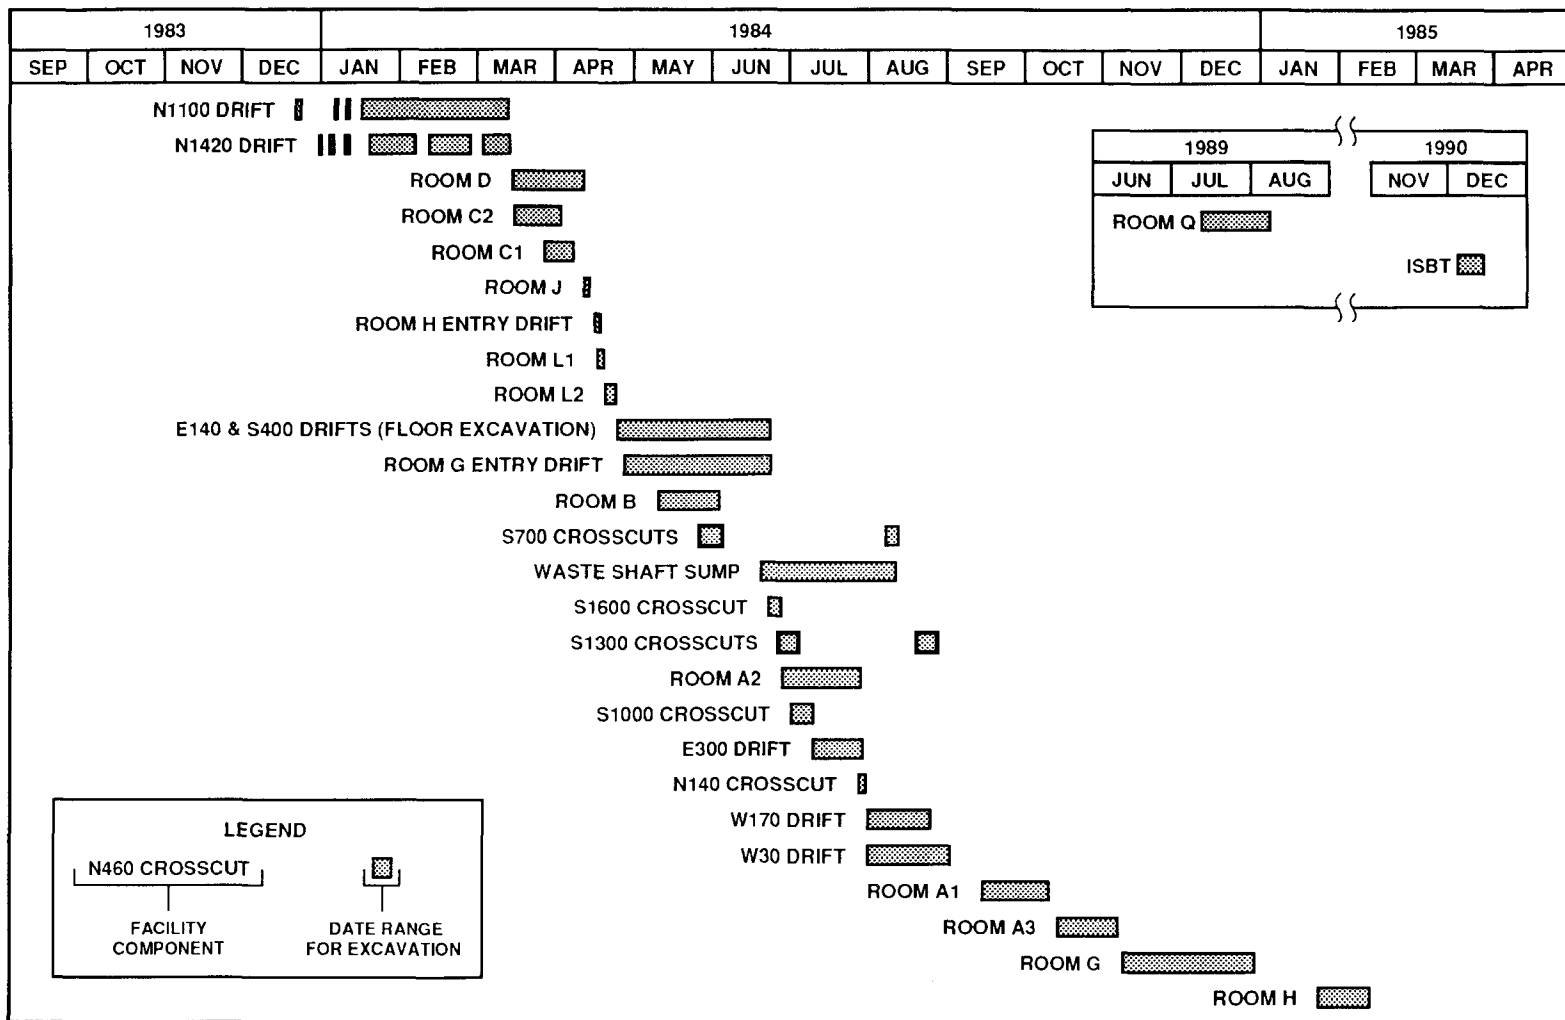 1983 1984 1985
SEP OCT NOV DEC JAN FEB MAR APR MAY JUN JUL AUG SEP OCT NOV DEC JAN FEB MAR APR
N1100 DRIFT
N1420 DRIFT
ROOM D
ROOM C2
ROOM C1
ROOM J
ROOM H ENTRY DRIFT
ROOM L1
ROOM L2
E140 & S400 DRIFTS (FLOOR EXCAVATION)
ROOM G ENTRY DRIFT
ROOM B
S700 CROSSCUTS
WASTE SHAFT SUMP
S1600 CROSSCUT
S1300 CROSSCUTS
ROOM A2
S1000 CROSSCUT
E300 DRIFT
N140 CROSSCUT
W170 DRIFT
W30 DRIFT
ROOM A1
ROOM A3
ROOM G
ROOM H
1989 1990
JUN JUL AUG NOV DEC
ROOM Q
ISBT
LEGEND
N460 CROSSCUT
FACILITY
COMPONENT
DATE RANGE
FOR EXCAVATION